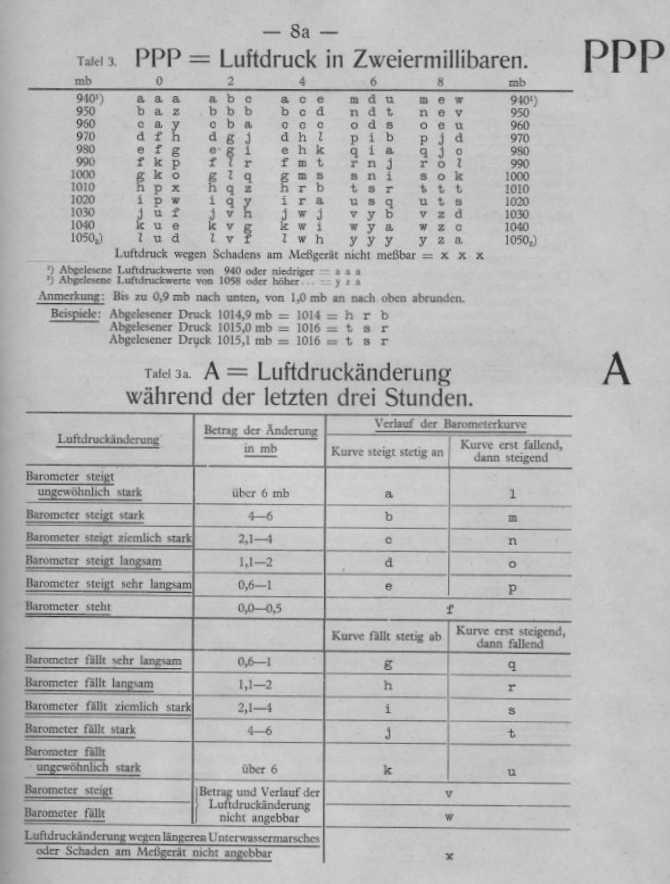 — 8a —
Tafel 3. PPP = Luftdruck in Zweiermillibaren. PPP
mb 0 2 4 6 8 mb
940¹) a a a a b c a c e m d u m e w 940¹)
950 b a z b b b b c d n d t n e v 950
960 c a y c b a c c c o d s o e u 960
970 d f h d g j d h l p i b p j d 970
980 e f g e g i e h k q i a q j c 980
990 f k p f l r f m t r n j r o l 990
1000 g k o g l q g m s s n i s o k 1000
1010 h p x h q z h r b t s r t t t 1010
1020 i p w i q y i r a u s q u t s 1020
1030 j u f j v h j w j v y b v z d 1030
1040 k u e k v g k w i w y a w z c 1040
1050₂) l u d l v f l w h y y y y z a 1050₂)
Luftdruck wegen Schadens am Meßgerät nicht meßbar = x x x
¹) Abgelesene Luftdruckwerte von 940 oder niedriger = a a a
²) Abgelesene Luftdruckwerte von 1058 oder höher... = y z a
Anmerkung: Bis zu 0,9 mb nach unten, von 1,0 mb an nach oben abrunden.
Beispiele: Abgelesener Druck 1014,9 mb = 1014 = h r b
Abgelesener Druck 1015,0 mb = 1016 = t s r
Abgelesener Druck 1015,1 mb = 1016 = t s r
Tafel 3a. A = Luftdruckänderung A
während der letzten drei Stunden.
Luftdruckänderung Betrag der Änderung in mb Verlauf der Barometerkurve
Kurve steigt stetig an Kurve erst fallend, dann steigend
Barometer steigt
ungewöhnlich stark über 6 mb a l
Barometer steigt stark 4—6 b m
Barometer steigt ziemlich stark 2,1—4 c n
Barometer steigt langsam 1,1—2 d o
Barometer steigt sehr langsam 0,6—1 e p
Barometer steht 0,0—0,5 f
Kurve fällt stetig ab Kurve erst steigend, dann fallend
Barometer fällt sehr langsam 0,6—1 g q
Barometer fällt langsam 1,1—2 h r
Barometer fällt ziemlich stark 2,1—4 i s
Barometer fällt stark 4—6 j t
Barometer fällt
ungewöhnlich stark über 6 k u
Barometer steigt Betrag und Verlauf der v
Luftdruckänderung
Barometer fällt nicht angebbar w
Luftdruckänderung wegen längeren Unterwassermarsches
oder Schaden am Meßgerät nicht angebbar x